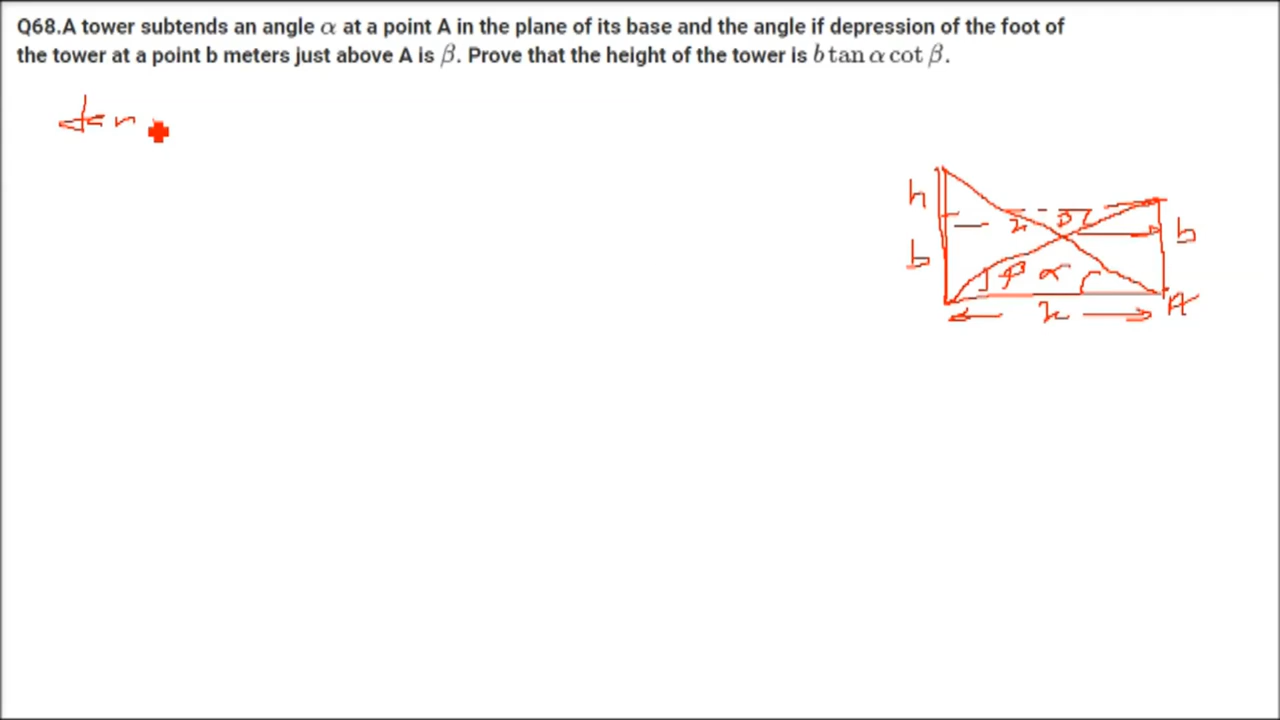 Q68.A tower subtends an angle α at a point A in the plane of its base and the angle if depression of the foot of
the tower at a point b meters just above A is β. Prove that the height of the tower is b tan α cot β.
tan
h
x β b
b
β α
x A